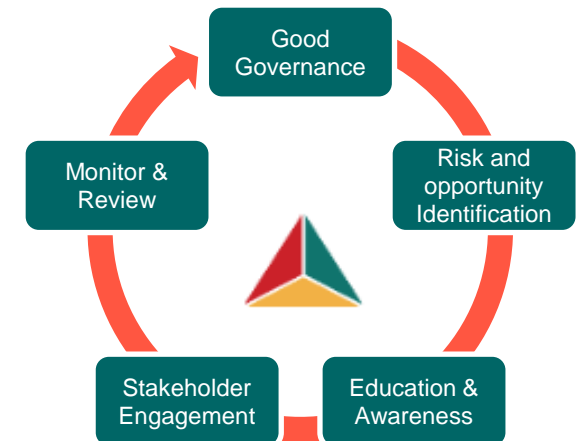 Good
Governance
Risk and
opportunity
Identification
Education &
Awareness
Stakeholder
Engagement
Monitor &
Review